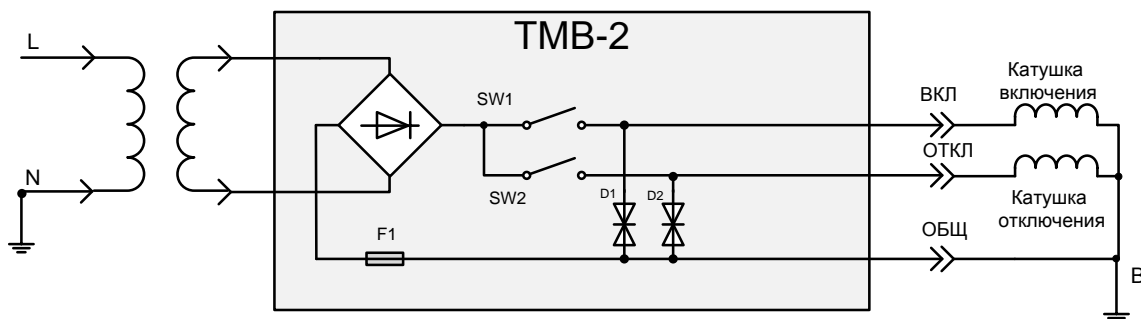 ТМВ-2
L
N
SW1
SW2
F1
D1
D2
ВКЛ
ОТКЛ
ОБЩ
Катушка
включения
Катушка
отключения
В